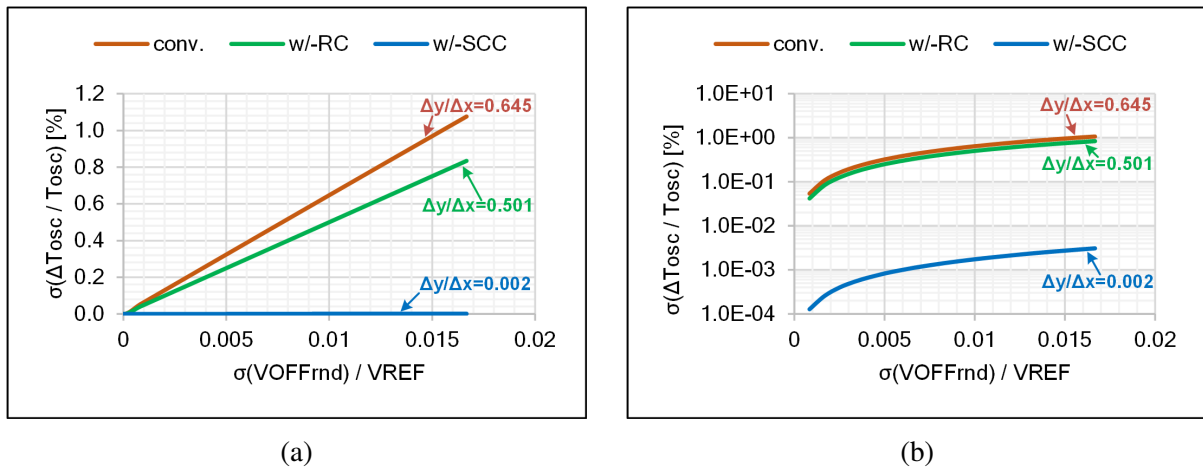 conv. w/-RC w/-SCC
σ(ΔTosc / Tosc) [%]
1.2
1.0
0.8
0.6
0.4
0.2
0.0
Δy/Δx=0.645
Δy/Δx=0.501
Δy/Δx=0.002
0 0.005 0.01 0.015 0.02
σ(VOFFrnd) / VREF
(a)
conv. w/-RC w/-SCC
σ(ΔTosc / Tosc) [%]
1.0E+01
1.0E+00
1.0E-01
1.0E-02
1.0E-03
1.0E-04
Δy/Δx=0.645
Δy/Δx=0.501
Δy/Δx=0.002
0 0.005 0.01 0.015 0.02
σ(VOFFrnd) / VREF
(b)